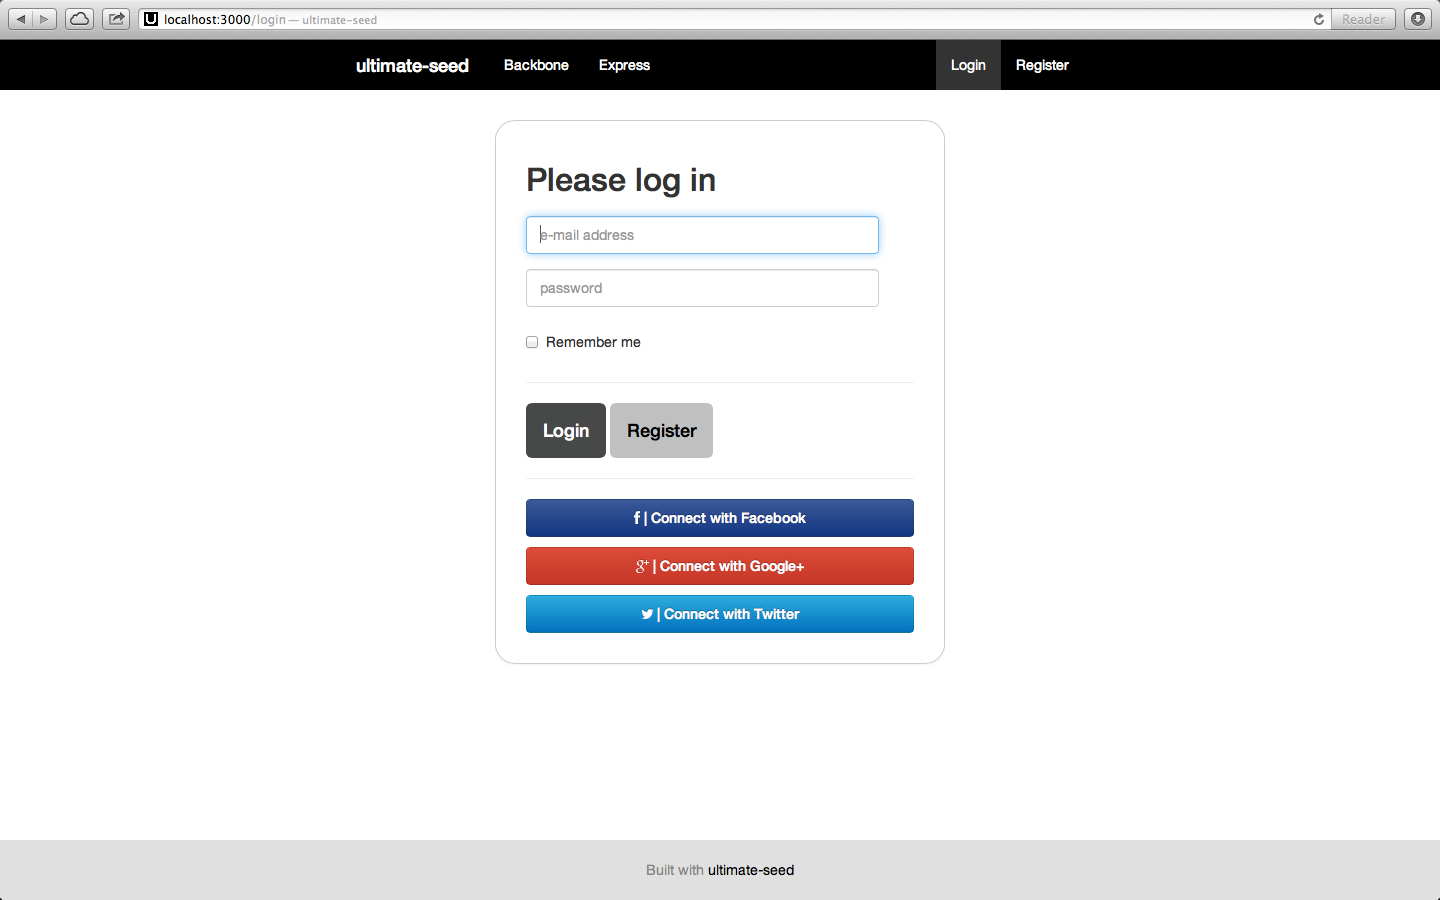 localhost:3000/login — ultimate-seed
Reader
ultimate-seed Backbone Express Login Register
Please log in
e-mail address
password
Remember me
Login Register
f | Connect with Facebook
g+ | Connect with Google+
| Connect with Twitter
Built with ultimate-seed